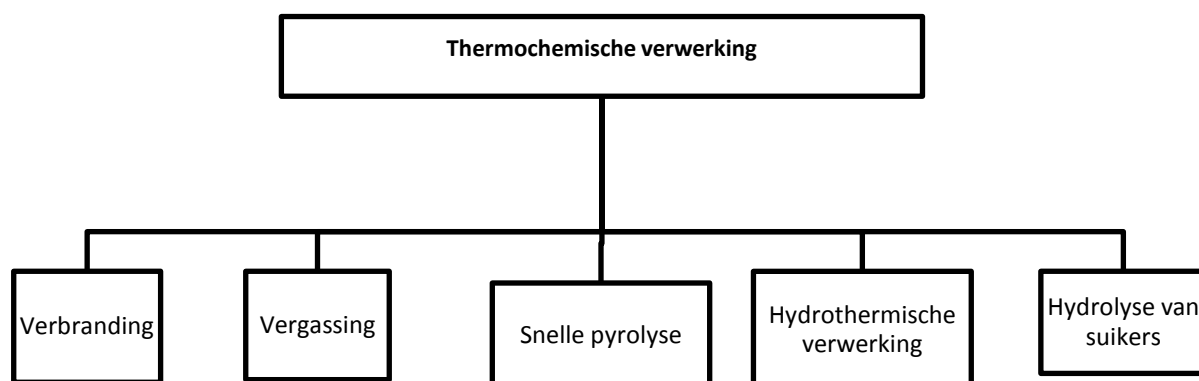 Thermochemische verwerking
Verbranding
Vergassing
Snelle pyrolyse
Hydrothermische
verwerking
Hydrolyse van
suikers